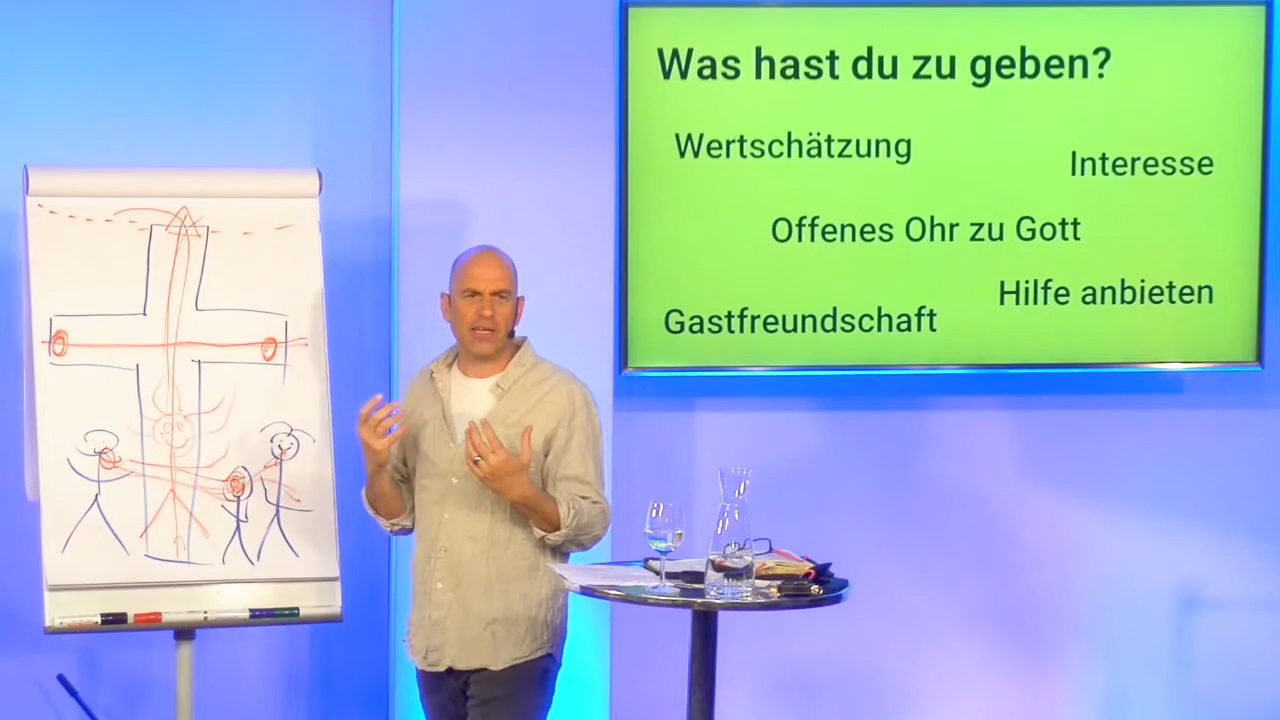 Was hast du zu geben?
Wertschätzung
Interesse
Offenes Ohr zu Gott
Hilfe anbieten
Gastfreundschaft